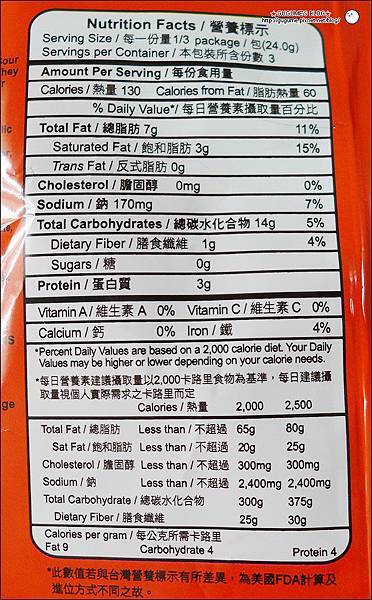 ★GUGUME'S BLOG★
http://gugume.pixnet.net/blog/
Nutrition Facts / 營養標示
Serving Size / 每一份量1/3 package / 包(24.0g)
Servings per Container / 本包裝所含份數 3
Amount Per Serving / 每份食用量
Calories / 熱量 130 Calories from Fat / 脂肪熱量 60
% Daily Value*/ 每日營養素攝取量百分比
Total Fat / 總脂肪 7g 11%
Saturated Fat / 飽和脂肪 3g 15%
Trans Fat / 反式脂肪 0g
Cholesterol / 膽固醇 0mg 0%
Sodium / 鈉 170mg 7%
Total Carbohydrates / 總碳水化合物 14g 5%
Dietary Fiber / 膳食纖維 1g 4%
Sugars / 糖 0g
Protein / 蛋白質 3g
Vitamin A / 維生素 A 0% Vitamin C / 維生素 C 0%
Calcium / 鈣 0% Iron / 鐵 4%
*Percent Daily Values are based on a 2,000 calorie diet. Your Daily
Values may be higher or lower depending on your calorie needs.
*每日營養素建議攝取量以2,000卡路里食物為基準，每日建議攝
取量視個人實際需求之卡路里而定
Calories / 熱量 2,000 2,500
Total Fat / 總脂肪 Less than / 不超過 65g 80g
Sat Fat / 飽和脂肪 Less than / 不超過 20g 25g
Cholesterol / 膽固醇 Less than / 不超過 300mg 300mg
Sodium / 鈉 Less than / 不超過 2,400mg 2,400mg
Total Carbohydrate / 總碳水化合物 300g 375g
Dietary Fiber / 膳食纖維 25g 30g
Calories per gram / 每公克所需卡路里
Fat 9 Carbohydrate 4 Protein 4
*此數值若與台灣營養標示有所差異，為美國FDA計算及
進位方式不同之故。